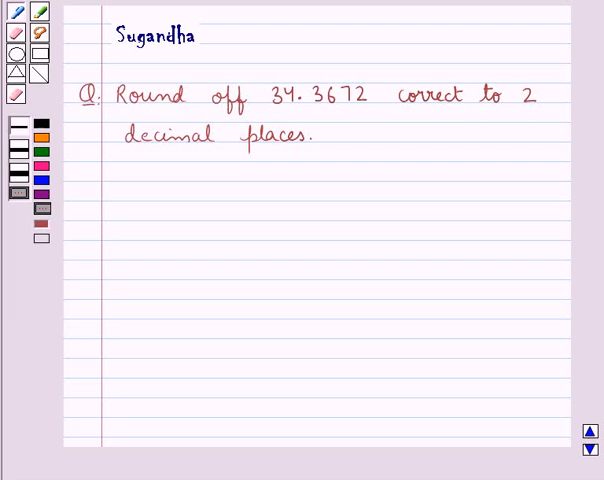 Sugandha
Q: Round off 34.3672 correct to 2
decimal places.